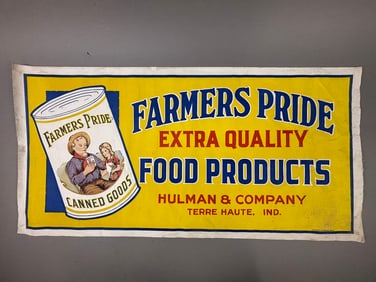 FARMERS PRIDE
CANNED GOODS
FARMERS PRIDE
EXTRA QUALITY
FOOD PRODUCTS
HULMAN & COMPANY
TERRE HAUTE, IND.